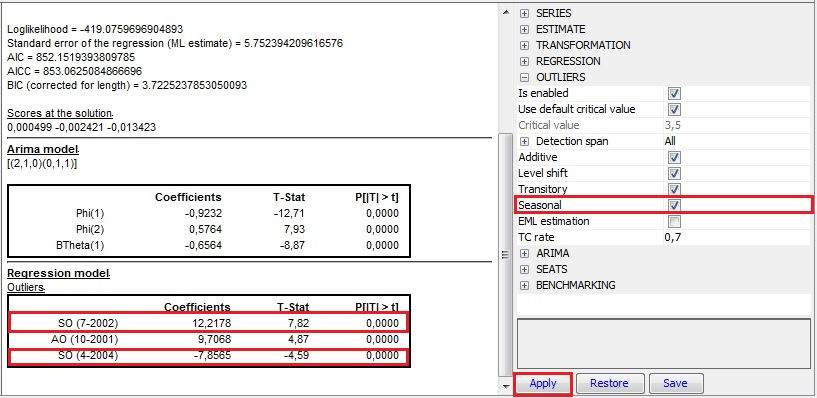 Loglikelihood = -419.0759696904893
Standard error of the regression (ML estimate) = 5.752394209616576
AIC = 852.1519393809785
AICC = 853.0625084866696
BIC (corrected for length) = 3.7225237853050093
Scores at the solution
0,000499 -0,002421 -0,013423
Arima model
[(2,1,0)(0,1,1)]
Coefficients T-Stat P[|T| > t]
Phi(1) -0,9232 -12,71 0,0000
Phi(2) 0,5764 7,93 0,0000
BTheta(1) -0,6564 -8,87 0,0000
Regression model
Outliers
Coefficients T-Stat P[|T| > t]
SO (7-2002) 12,2178 7,82 0,0000
AO (10-2001) 9,7068 4,87 0,0000
SO (4-2004) -7,8565 -4,59 0,0000
SERIES
ESTIMATE
TRANSFORMATION
REGRESSION
OUTLIERS
Is enabled
Use default critical value
Critical value 3,5
Detection span All
Additive
Level shift
Transitory
Seasonal
EML estimation
TC rate 0,7
ARIMA
SEATS
BENCHMARKING
Apply Restore Save